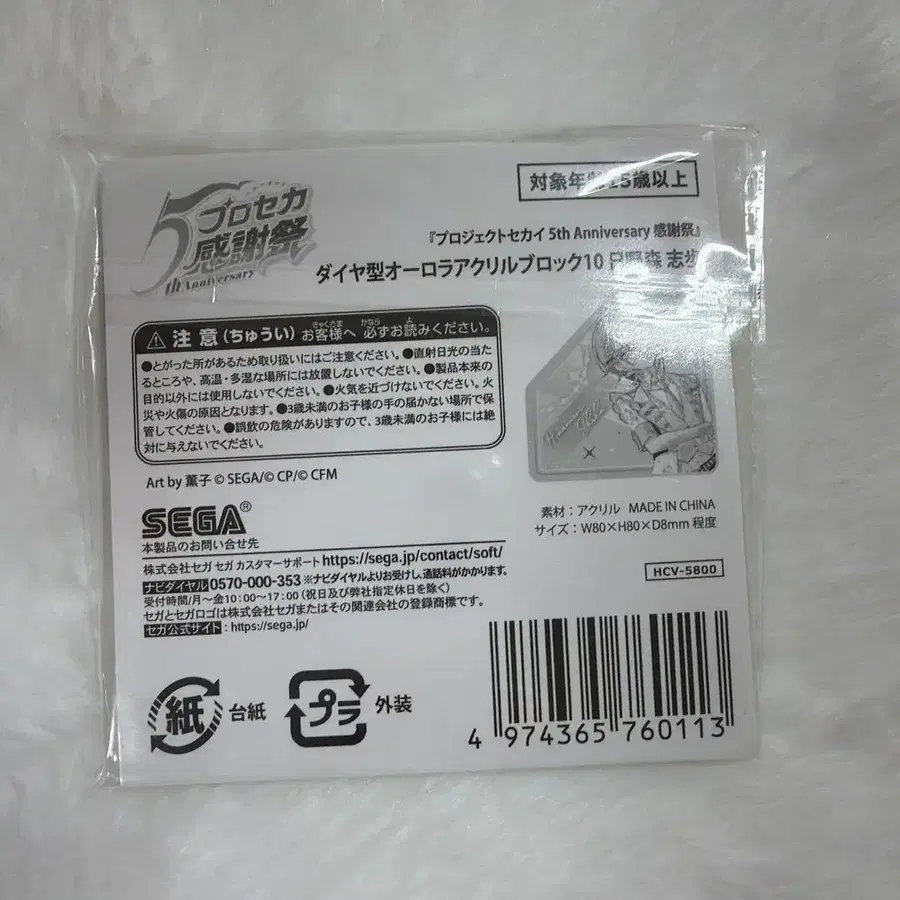 5
プロセカ
感謝祭
th Anniversary
対象年齢15歳以上
『プロジェクトセカイ 5th Anniversary 感謝祭』
ダイヤ型オーロラアクリルブロック10 日野森 志歩
注意(ちゅうい) お客様へ 必ずお読みください。
きゃくさま かなら よ
●とがった所があるため取り扱いにはご注意ください。●直射日光の当た
るところや、高温・多湿な場所には放置しないでください。●製品本来の
目的以外には使用しないでください。●火気を近づけないでください。火
災や火傷の原因となります。●3歳未満のお子様の手の届かない場所で保
管してください。●誤飲の危険がありますので、3歳未満のお子様には絶
対に与えないでください。
Art by 薫子 © SEGA/© CP/© CFM
素材：アクリル MADE IN CHINA
サイズ：W80×H80×D8mm 程度
HCV-5800
SEGA®
本製品のお問い合せ先
株式会社セガ セガ カスタマーサポート https://sega.jp/contact/soft/
ナビダイヤル 0570-000-353 ※ナビダイヤルよりお受けし、通話料がかかります。
受付時間/月～金10:00～17:00 (祝日及び弊社指定休日を除く)
セガとセガロゴは株式会社セガまたはその関連会社の登録商標です。
セガ公式サイト：https://sega.jp/
紙 台紙
プラ 外装
4 974365 760113